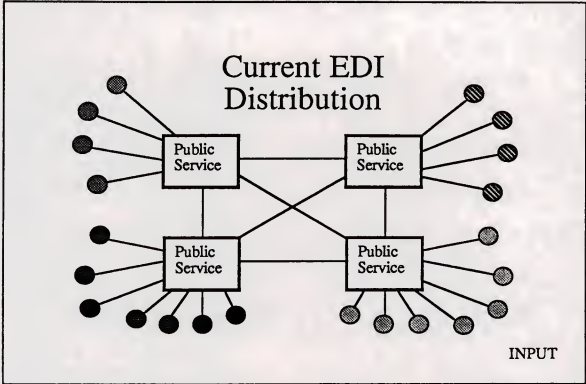 Current EDI
Distribution
Public
Service
Public
Service
Public
Service
Public
Service
INPUT